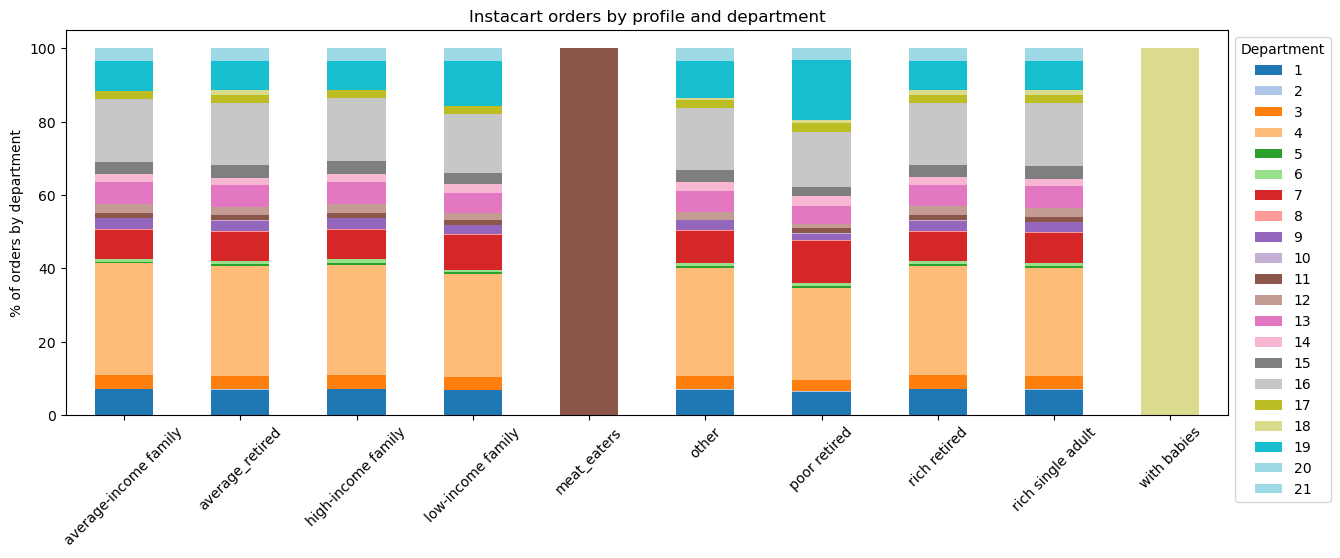 Instacart orders by profile and department
% of orders by department
100
80
60
40
20
0
average-income family
average_retired
high-income family
low-income family
meat_eaters
other
poor retired
rich retired
rich single adult
with babies
Department
1
2
3
4
5
6
7
8
9
10
11
12
13
14
15
16
17
18
19
20
21